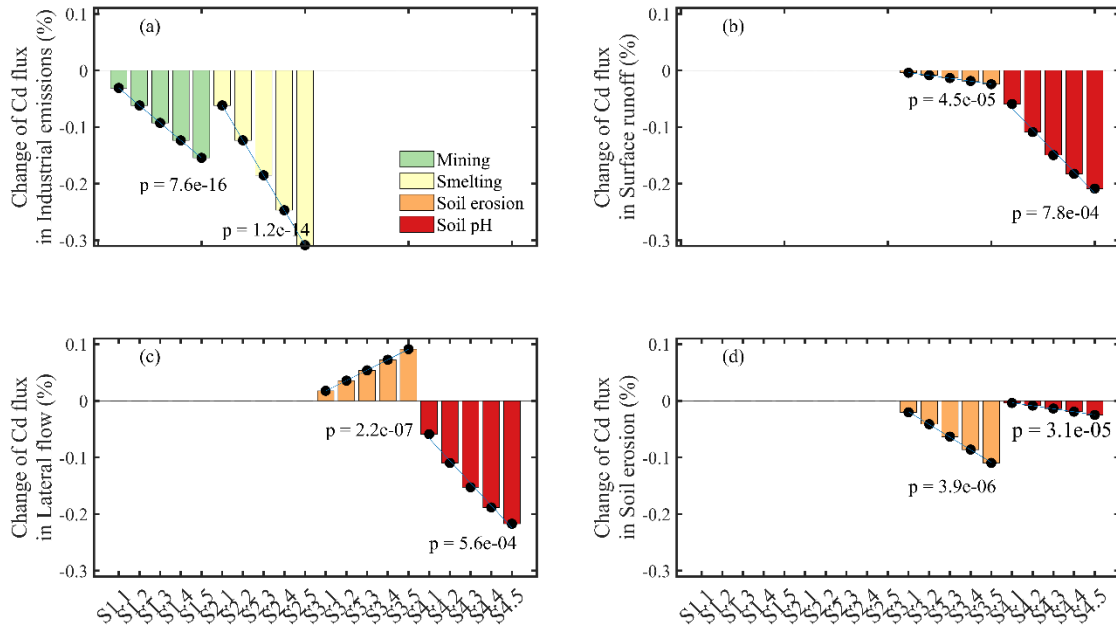 0.1
0
-0.1
-0.2
-0.3
Change of Cd flux
in Industrial emissions (%)
(a)
p = 7.6e-16
p = 1.2e-14
Mining
Smelting
Soil erosion
Soil pH
0.1
0
-0.1
-0.2
-0.3
Change of Cd flux
in Surface runoff (%)
(b)
p = 4.5e-05
p = 7.8e-04
0.1
0
-0.1
-0.2
-0.3
Change of Cd flux
in Lateral flow (%)
(c)
p = 2.2e-07
p = 5.6e-04
S1.1
S1.2
S1.3
S1.4
S1.5
S2.1
S2.2
S2.3
S2.4
S2.5
S3.1
S3.2
S3.3
S3.4
S3.5
S4.1
S4.2
S4.3
S4.4
S4.5
0.1
0
-0.1
-0.2
-0.3
Change of Cd flux
in Soil erosion (%)
(d)
p = 3.9e-06
p = 3.1e-05
S1.1
S1.2
S1.3
S1.4
S1.5
S2.1
S2.2
S2.3
S2.4
S2.5
S3.1
S3.2
S3.3
S3.4
S3.5
S4.1
S4.2
S4.3
S4.4
S4.5